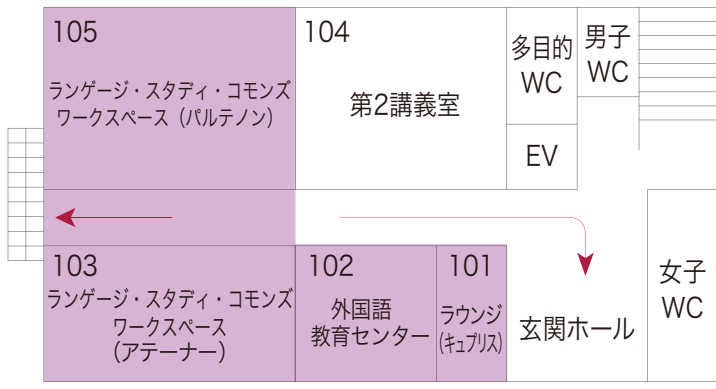 105
ランゲージ・スタディ・コモンズ
ワークスペース（パルテノン）
104
第2講義室
多目的
WC
男子
WC
EV
103
ランゲージ・スタディ・コモンズ
ワークスペース
（アテーナー）
102
外国語
教育センター
101
ラウンジ
（キュプリス）
玄関ホール
女子
WC